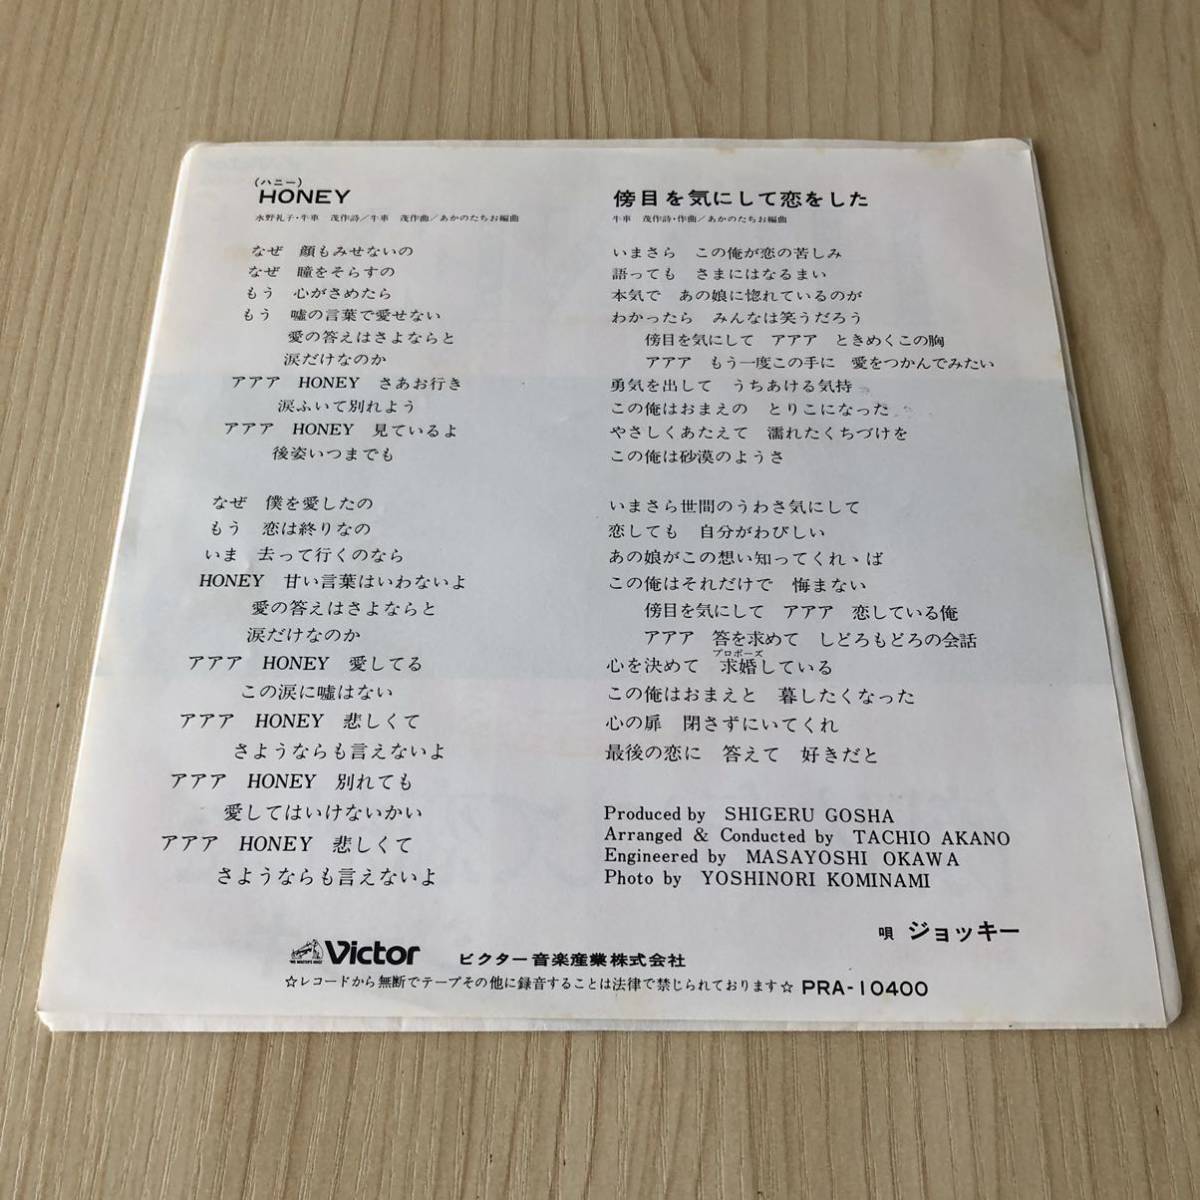 (ハニー)
HONEY
水野礼子・牛車 茂作詩／牛車 茂作曲／あかのたちお編曲
なぜ 顔もみせないの
なぜ 瞳をそらすの
もう 心がさめたら
もう 嘘の言葉で愛せない
愛の答えはさよならと
涙だけなのか
アアア HONEY さあお行き
涙ふいて別れよう
アアア HONEY 見ているよ
後姿いつまでも
なぜ 僕を愛したの
もう 恋は終りなの
いま 去って行くのなら
HONEY 甘い言葉はいわないよ
愛の答えはさよならと
涙だけなのか
アアア HONEY 愛してる
この涙に嘘はない
アアア HONEY 悲しくて
さようならも言えないよ
アアア HONEY 別れても
愛してはいけないかい
アアア HONEY 悲しくて
さようならも言えないよ
傍目を気にして恋をした
牛車 茂作詩・作曲／あかのたちお編曲
いまさら この俺が恋の苦しみ
語っても さまにはなるまい
本気で あの娘に惚れているのが
わかったら みんなは笑うだろう
傍目を気にして アアア ときめくこの胸
アアア もう一度この手に 愛をつかんでみたい
勇気を出して うちあける気持
この俺はおまえの とりこになった
やさしくあたえて 濡れたくちづけを
この俺は砂漠のようさ
いまさら世間のうわさ気にして
恋しても 自分がわびしい
あの娘がこの想い知ってくれゝば
この俺はそれだけで 悔まない
傍目を気にして アアア 恋している俺
アアア 答を求めて しどろもどろの会話
プロポーズ
心を決めて 求婚している
この俺はおまえと 暮したくなった
心の扉 閉さずにいてくれ
最後の恋に 答えて 好きだと
Produced by SHIGERU GOSHA
Arranged & Conducted by TACHIO AKANO
Engineered by MASAYOSHI OKAWA
Photo by YOSHINORI KOMINAMI
唄 ジョッキー
Victor ビクター音楽産業株式会社
☆レコードから無断でテープその他に録音することは法律で禁じられております☆ PRA-10400